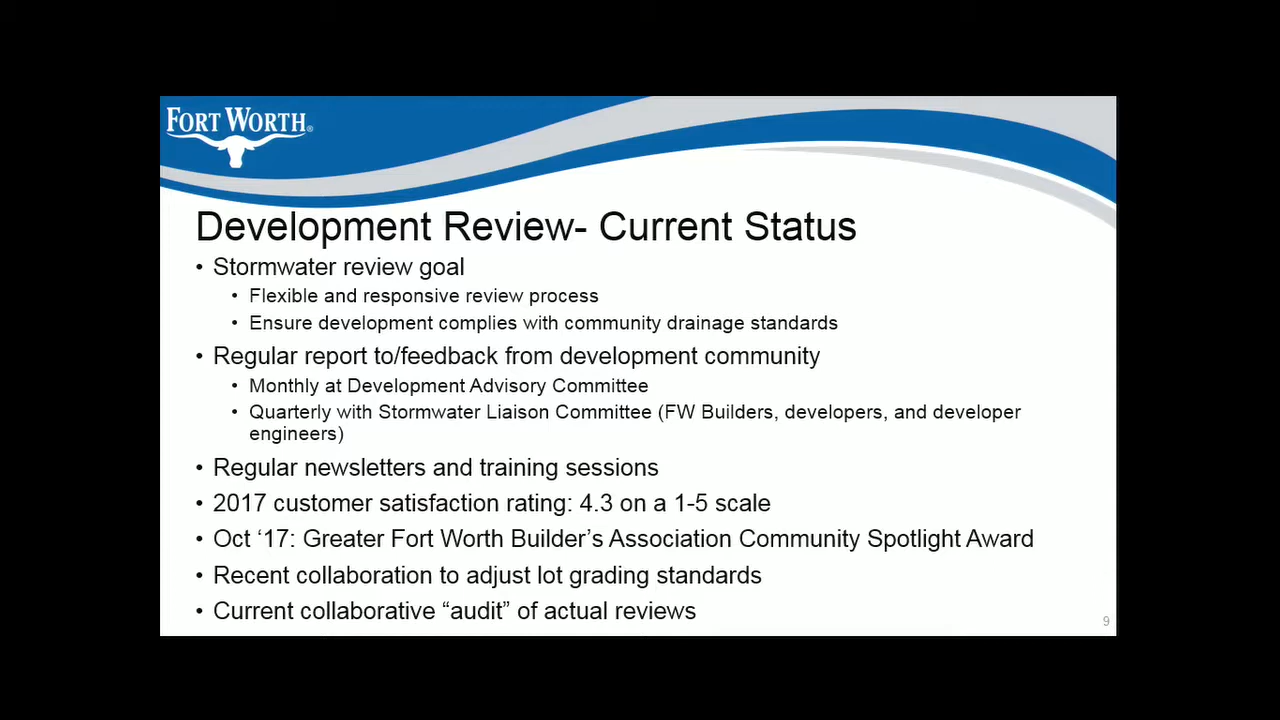 FORT WORTH®
Development Review- Current Status
• Stormwater review goal
• Flexible and responsive review process
• Ensure development complies with community drainage standards
• Regular report to/feedback from development community
• Monthly at Development Advisory Committee
• Quarterly with Stormwater Liaison Committee (FW Builders, developers, and developer
engineers)
• Regular newsletters and training sessions
• 2017 customer satisfaction rating: 4.3 on a 1-5 scale
• Oct ‘17: Greater Fort Worth Builder’s Association Community Spotlight Award
• Recent collaboration to adjust lot grading standards
• Current collaborative “audit” of actual reviews
9